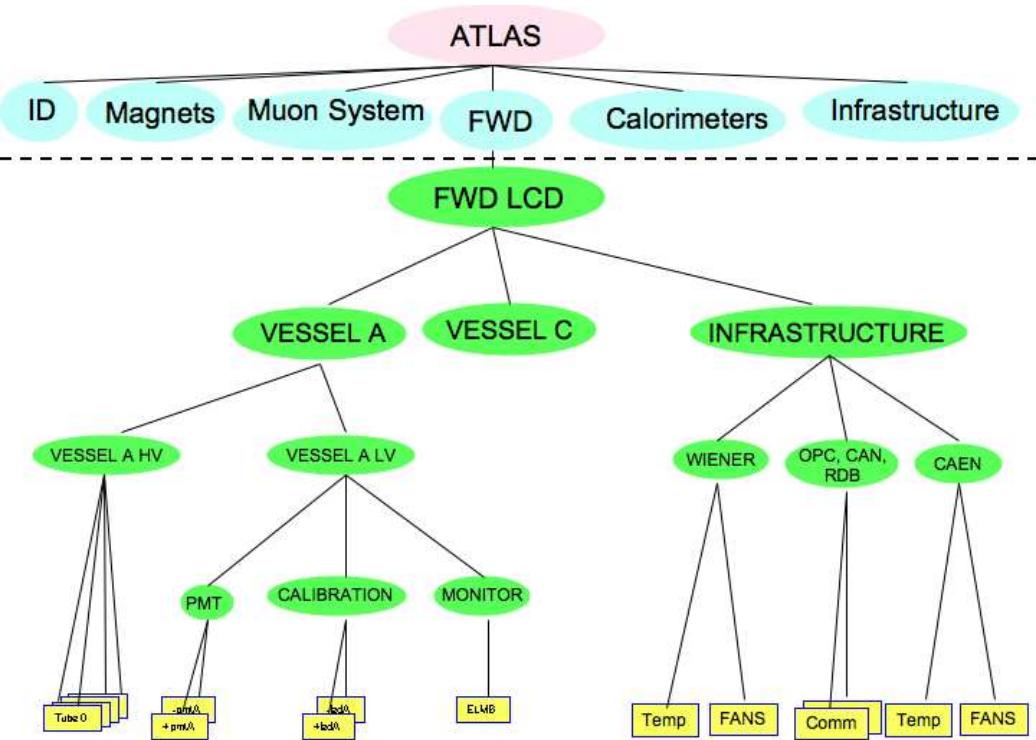 ATLAS
ID
Magnets
Muon System
FWD
Calorimeters
Infrastructure
FWD LCD
VESSEL A
VESSEL C
INFRASTRUCTURE
VESSEL A HV
VESSEL A LV
WIENER
OPC, CAN,
RDB
CAEN
PMT
CALIBRATION
MONITOR
Tube 0
ELMB
Temp
FANS
Comm
Temp
FANS